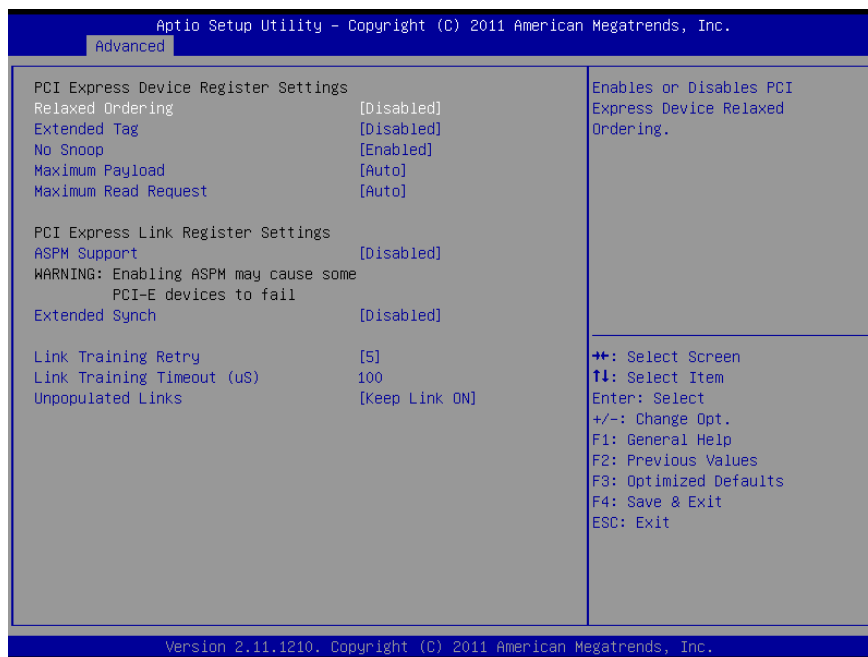 Aptio Setup Utility – Copyright (C) 2011 American Megatrends, Inc.
Advanced
PCI Express Device Register Settings
Relaxed Ordering [Disabled]
Extended Tag [Disabled]
No Snoop [Enabled]
Maximum Payload [Auto]
Maximum Read Request [Auto]
PCI Express Link Register Settings
ASPM Support [Disabled]
WARNING: Enabling ASPM may cause some
PCI-E devices to fail
Extended Synch [Disabled]
Link Training Retry [5]
Link Training Timeout (uS) 100
Unpopulated Links [Keep Link ON]
Enables or Disables PCI
Express Device Relaxed
Ordering.
→←: Select Screen
↑↓: Select Item
Enter: Select
+/-: Change Opt.
F1: General Help
F2: Previous Values
F3: Optimized Defaults
F4: Save & Exit
ESC: Exit
Version 2.11.1210. Copyright (C) 2011 American Megatrends, Inc.